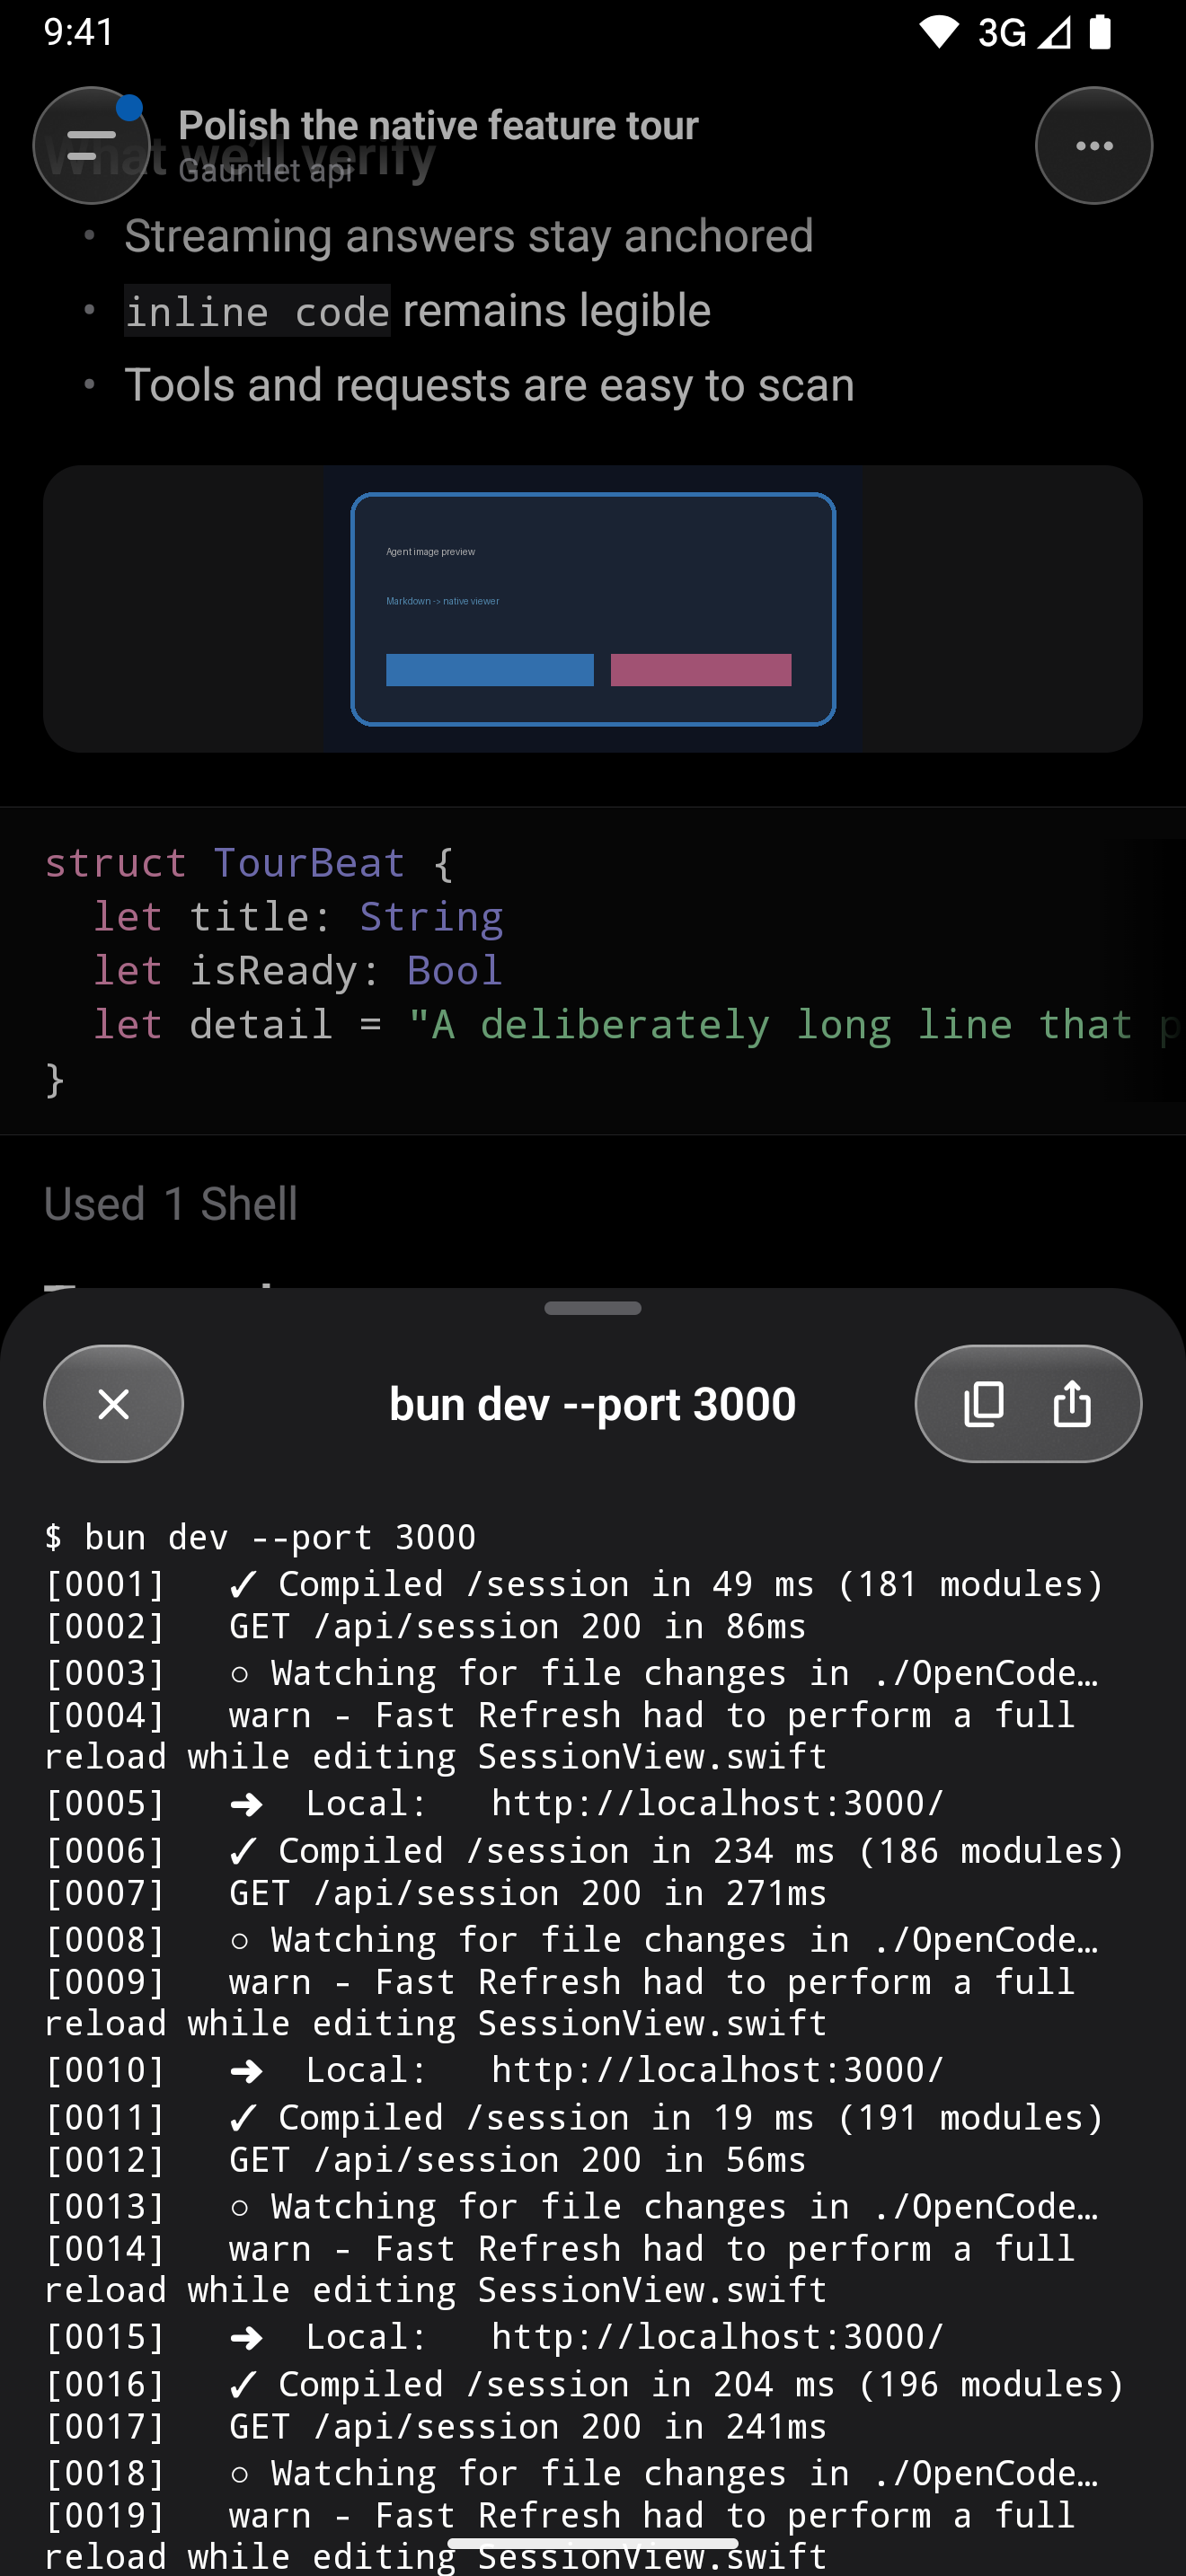 9:41
3G
Polish the native feature tour
What we'll verify
Gauntlet api
• Streaming answers stay anchored
• inline code remains legible
• Tools and requests are easy to scan
Agent image preview
Markdown -> native viewer
struct TourBeat {
  let title: String
  let isReady: Bool
  let detail = "A deliberately long line that p
}
Used 1 Shell
bun dev --port 3000
$ bun dev --port 3000
[0001]   ✓ Compiled /session in 49 ms (181 modules)
[0002]   GET /api/session 200 in 86ms
[0003]   ○ Watching for file changes in ./OpenCode…
[0004]   warn - Fast Refresh had to perform a full
reload while editing SessionView.swift
[0005]   ➜  Local:   http://localhost:3000/
[0006]   ✓ Compiled /session in 234 ms (186 modules)
[0007]   GET /api/session 200 in 271ms
[0008]   ○ Watching for file changes in ./OpenCode…
[0009]   warn - Fast Refresh had to perform a full
reload while editing SessionView.swift
[0010]   ➜  Local:   http://localhost:3000/
[0011]   ✓ Compiled /session in 19 ms (191 modules)
[0012]   GET /api/session 200 in 56ms
[0013]   ○ Watching for file changes in ./OpenCode…
[0014]   warn - Fast Refresh had to perform a full
reload while editing SessionView.swift
[0015]   ➜  Local:   http://localhost:3000/
[0016]   ✓ Compiled /session in 204 ms (196 modules)
[0017]   GET /api/session 200 in 241ms
[0018]   ○ Watching for file changes in ./OpenCode…
[0019]   warn - Fast Refresh had to perform a full
reload while editing SessionView.swift